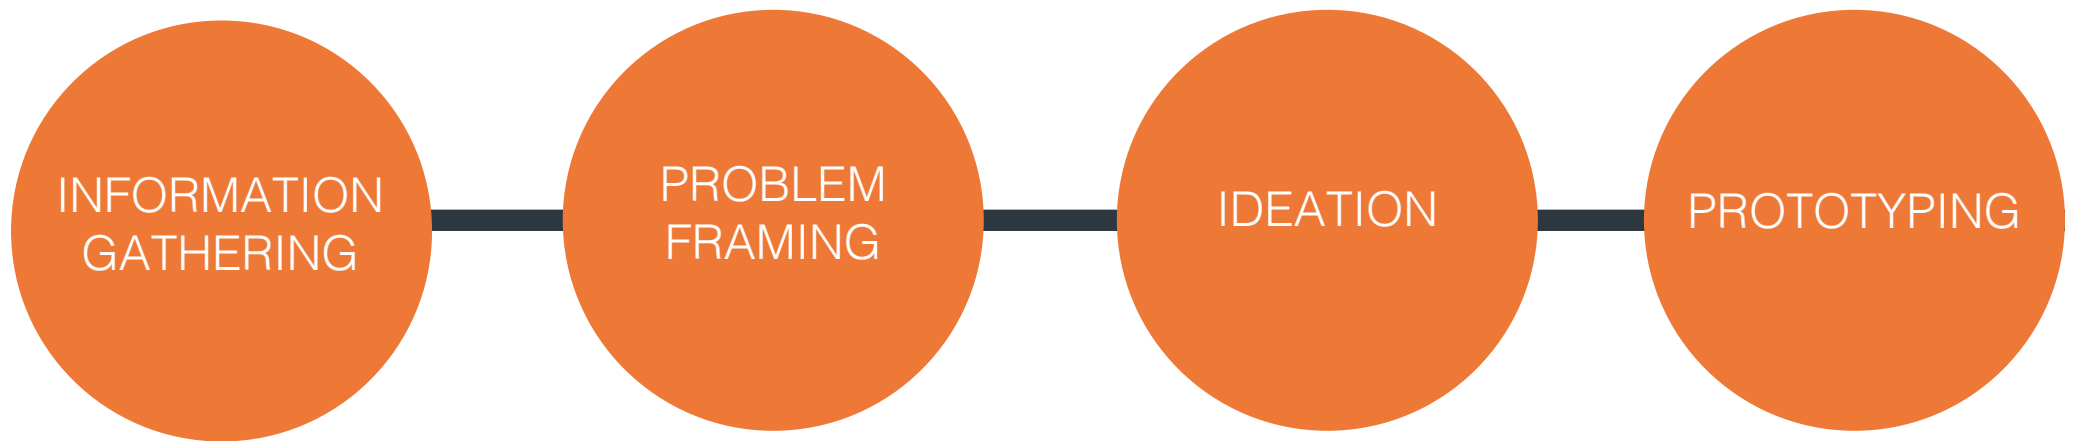 INFORMATION
GATHERING
PROBLEM
FRAMING
IDEATION
PROTOTYPING